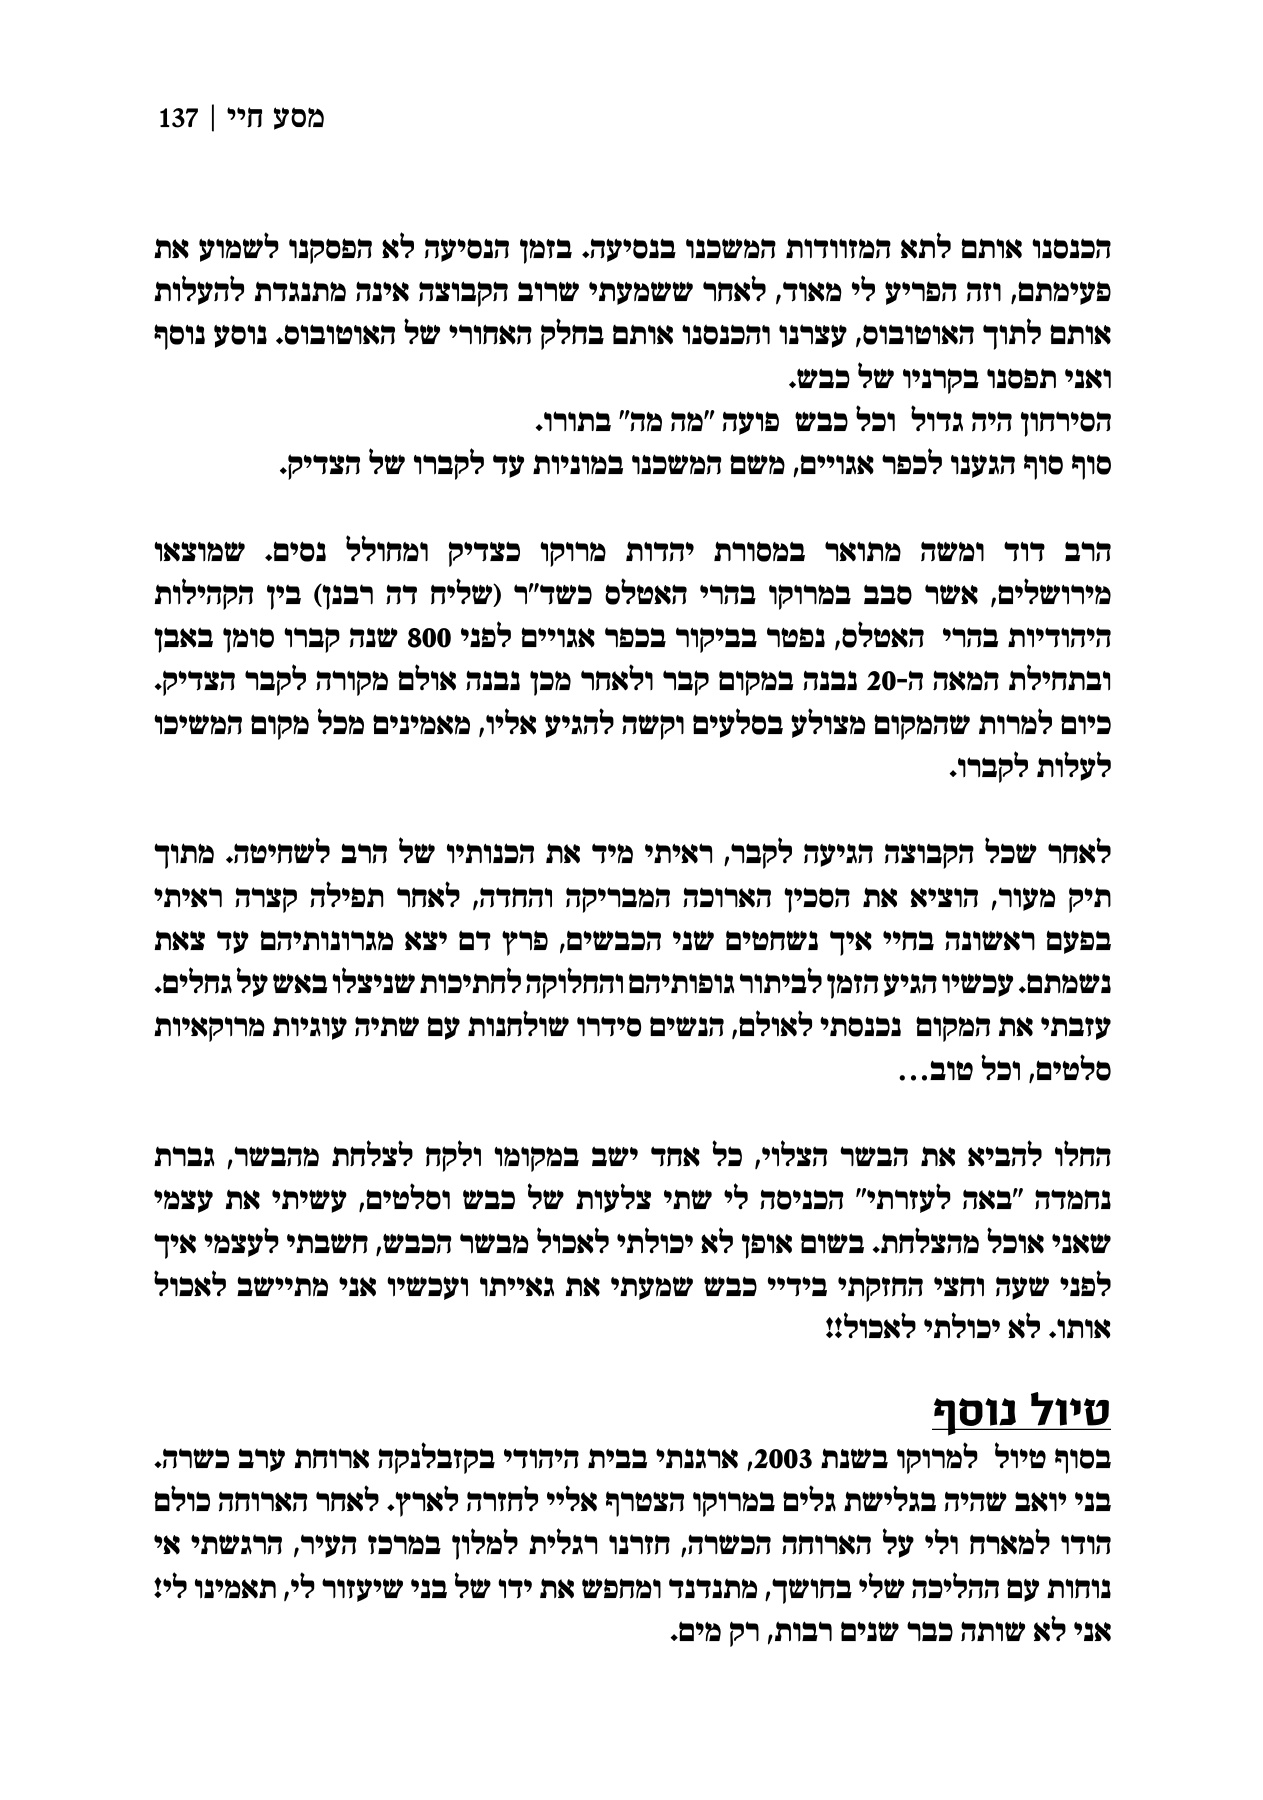 מסע חיי | 137
הכנסנו אותם לתא המזוודות המשכנו בנסיעה. בזמן הנסיעה לא הפסקנו לשמוע את
פעימתם, וזה הפריע לי מאוד, לאחר ששמעתי שרוב הקבוצה אינה מתנגדת להעלות
אותם לתוך האוטובוס, עצרנו והכנסנו אותם בחלק האחורי של האוטובוס. נוסע נוסף
ואני תפסנו בקרניו של כבש.
הסירחון היה גדול וכל כבש פועה "מה מה" בתורו.
סוף סוף הגענו לכפר אגויים, משם המשכנו במוניות עד לקברו של הצדיק.
הרב דוד ומשה מתואר במסורת יהדות מרוקו כצדיק ומחולל נסים. שמוצאו
מירושלים, אשר סבב במרוקו בהרי האטלס כשד"ר (שליח דה רבנן) בין הקהילות
היהודיות בהרי האטלס, נפטר בביקור בכפר אגויים לפני 800 שנה קברו סומן באבן
ובתחילת המאה ה-20 נבנה במקום קבר ולאחר מכן נבנה אולם מקורה לקבר הצדיק.
כיום למרות שהמקום מצולע בסלעים וקשה להגיע אליו, מאמינים מכל מקום המשיכו
לעלות לקברו.
לאחר שכל הקבוצה הגיעה לקבר, ראיתי מיד את הכנותיו של הרב לשחיטה. מתוך
תיק מעור, הוציא את הסכין הארוכה המבריקה והחדה, לאחר תפילה קצרה ראיתי
בפעם ראשונה בחיי איך נשחטים שני הכבשים, פרץ דם יצא מגרונותיהם עד צאת
נשמתם. עכשיו הגיע הזמן לביתור גופותיהם והחלוקה לחתיכות שניצלו באש על גחלים.
עזבתי את המקום נכנסתי לאולם, הנשים סידרו שולחנות עם שתיה עוגיות מרוקאיות
סלטים, וכל טוב...
החלו להביא את הבשר הצלוי, כל אחד ישב במקומו ולקח לצלחת מהבשר, גברת
נחמדה "באה לעזרתי" הכניסה לי שתי צלעות של כבש וסלטים, עשיתי את עצמי
שאני אוכל מהצלחת. בשום אופן לא יכולתי לאכול מבשר הכבש, חשבתי לעצמי איך
לפני שעה וחצי החזקתי בידיי כבש שמעתי את גאייתו ועכשיו אני מתיישב לאכול
אותו. לא יכולתי לאכול!!
טיול נוסף
בסוף טיול למרוקו בשנת 2003, ארגנתי בבית היהודי בקזבלנקה ארוחת ערב כשרה.
בני יואב שהיה בגלישת גלים במרוקו הצטרף אליי לחזרה לארץ. לאחר הארוחה כולם
הודו למארח ולי על הארוחה הכשרה, חזרנו רגלית למלון במרכז העיר, הרגשתי אי
נוחות עם ההליכה שלי בחושך, מתנדנד ומחפש את ידו של בני שיעזור לי, תאמינו לי!
אני לא שותה כבר שנים רבות, רק מים.